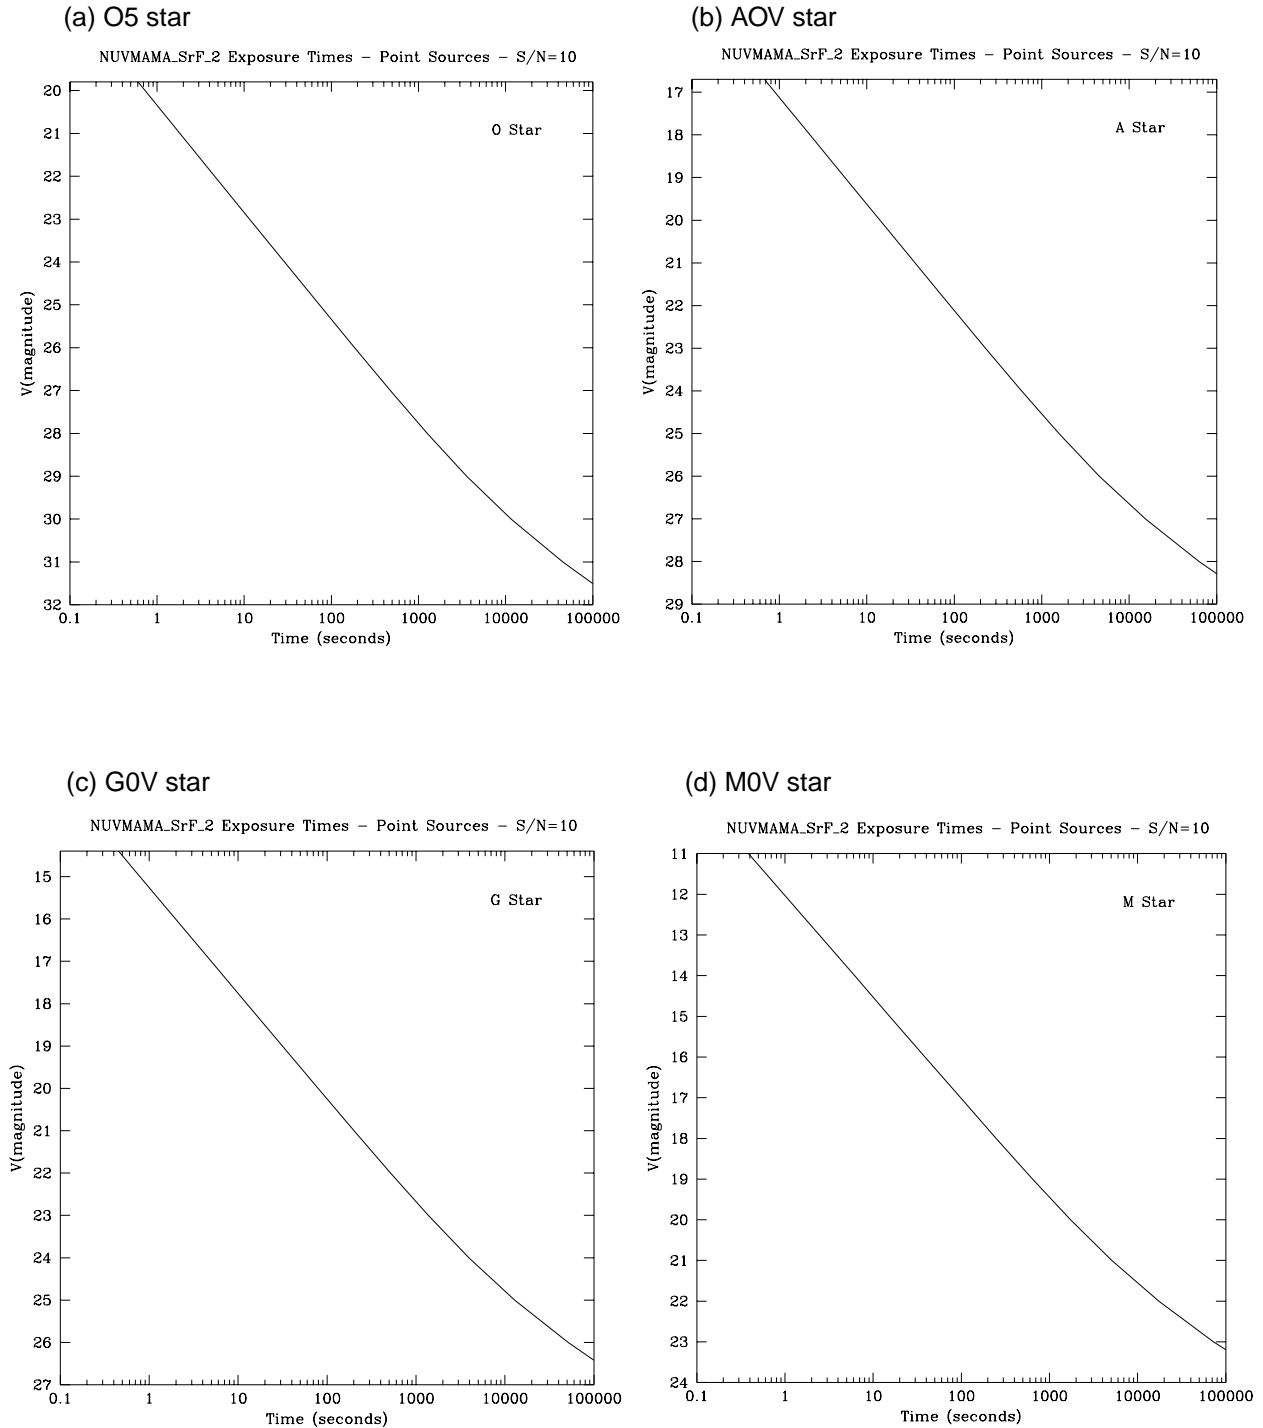 (a) O5 star
NUVMAMA_SrF_2 Exposure Times – Point Sources – S/N=10
O Star
20
21
22
23
24
25
26
27
28
29
30
31
32
V(magnitude)
0.1 1 10 100 1000 10000 100000
Time (seconds)
(b) AOV star
NUVMAMA_SrF_2 Exposure Times – Point Sources – S/N=10
A Star
17
18
19
20
21
22
23
24
25
26
27
28
29
V(magnitude)
0.1 1 10 100 1000 10000 100000
Time (seconds)
(c) G0V star
NUVMAMA_SrF_2 Exposure Times – Point Sources – S/N=10
G Star
15
16
17
18
19
20
21
22
23
24
25
26
27
V(magnitude)
0.1 1 10 100 1000 10000 100000
Time (seconds)
(d) M0V star
NUVMAMA_SrF_2 Exposure Times – Point Sources – S/N=10
M Star
11
12
13
14
15
16
17
18
19
20
21
22
23
24
V(magnitude)
0.1 1 10 100 1000 10000 100000
Time (seconds)